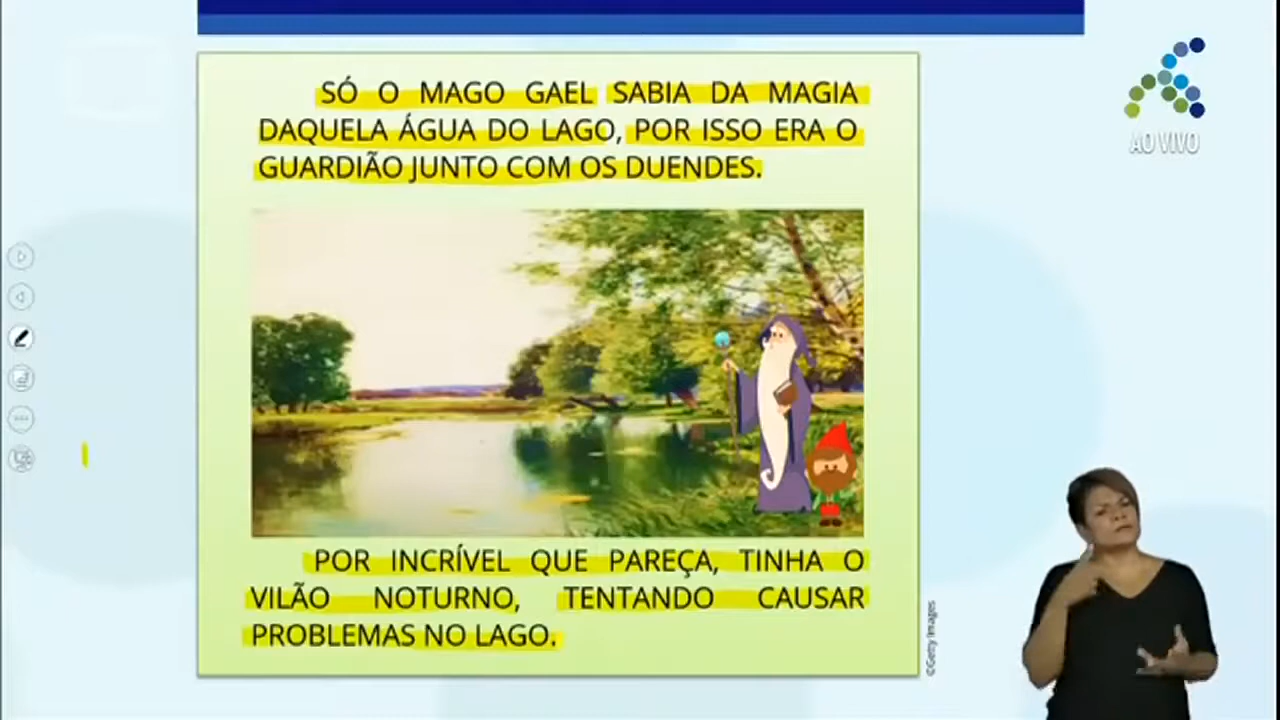 AO VIVO
SÓ O MAGO GAEL SABIA DA MAGIA
DAQUELA ÁGUA DO LAGO, POR ISSO ERA O
GUARDIÃO JUNTO COM OS DUENDES.
POR INCRÍVEL QUE PAREÇA, TINHA O
VILÃO NOTURNO, TENTANDO CAUSAR
PROBLEMAS NO LAGO.
©Getty Images